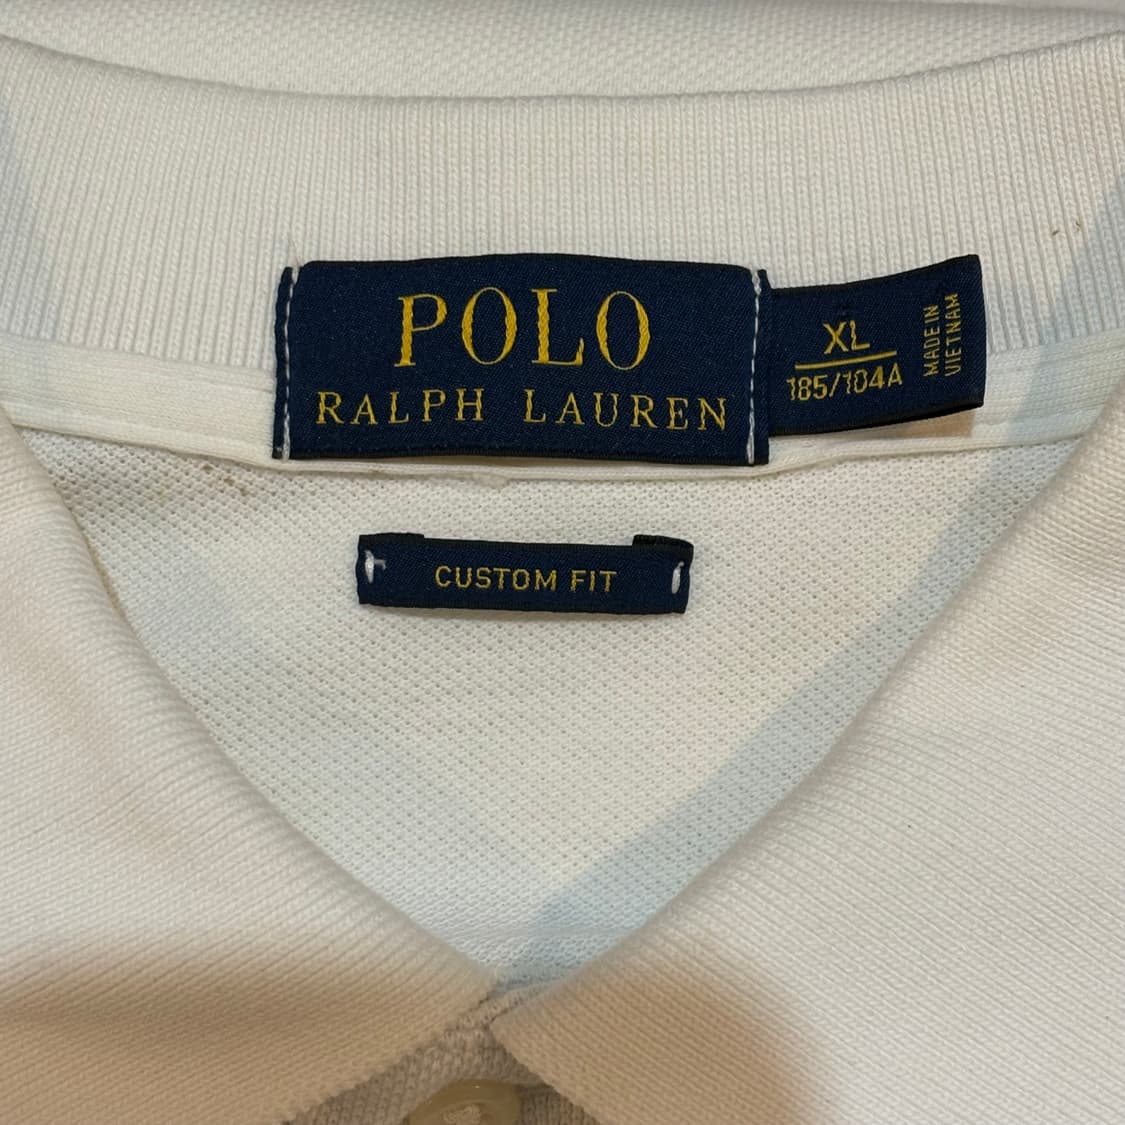 POLO
RALPH LAUREN
XL
185/104A
MADE IN
VIETNAM
CUSTOM FIT